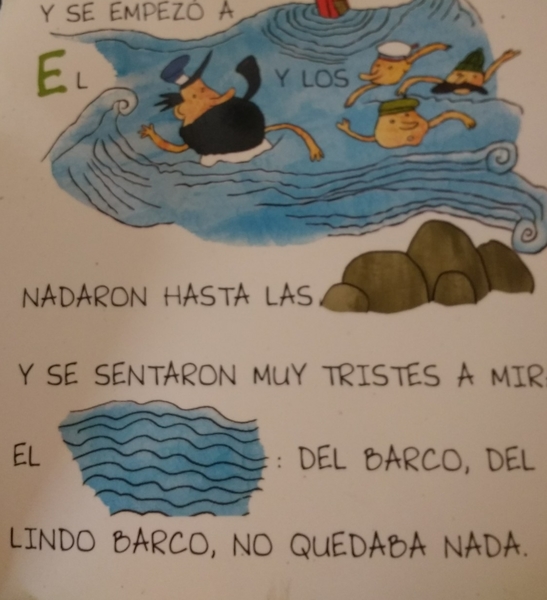 Y SE EMPEZÓ A
EL Y LOS
NADARON HASTA LAS
Y SE SENTARON MUY TRISTES A MIR
EL : DEL BARCO, DEL
LINDO BARCO, NO QUEDABA NADA.